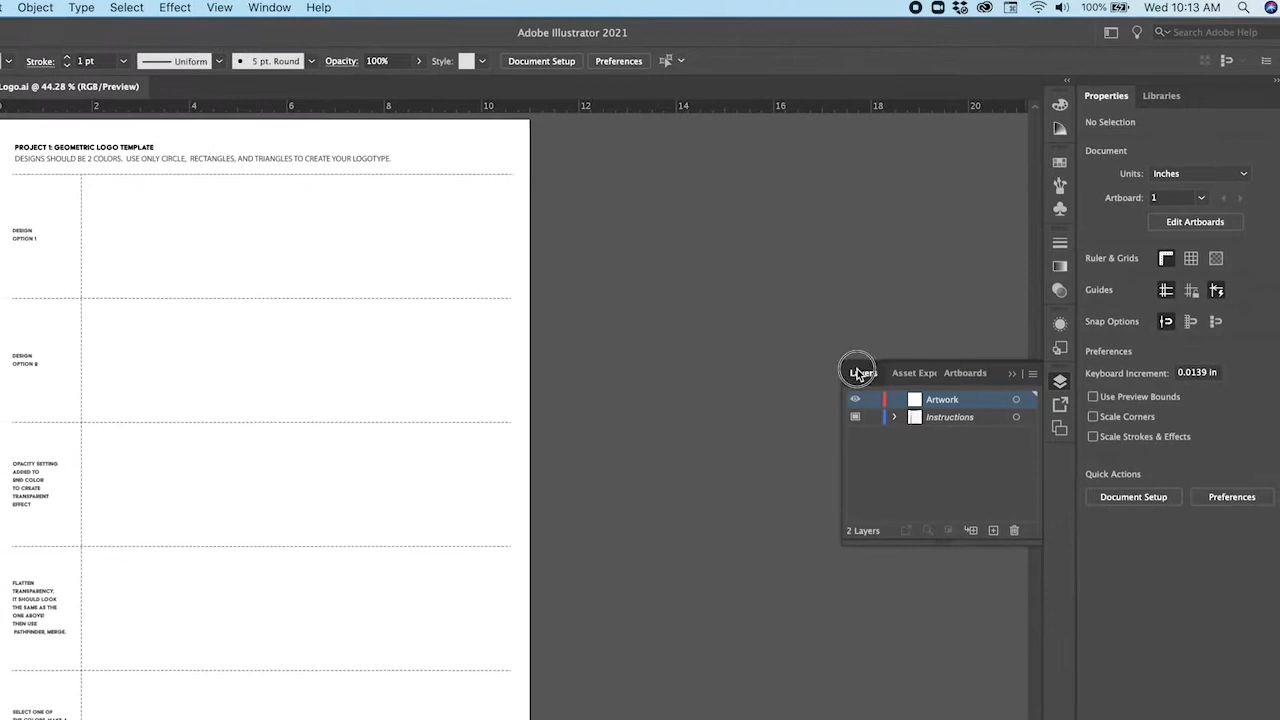 Object Type Select Effect View Window Help
100% Wed 10:13 AM
Adobe Illustrator 2021
Search Adobe Help
Stroke: 1 pt Uniform 5 pt. Round Opacity: 100% Style: Document Setup Preferences
Logo.ai @ 44.28 % (RGB/Preview)
2 4 6 8 10 12 14 16 18 20
Properties Libraries
No Selection
Document
Units: Inches
Artboard: 1
Edit Artboards
Ruler & Grids
Guides
Snap Options
Preferences
Keyboard Increment: 0.0139 in
Use Preview Bounds
Scale Corners
Scale Strokes & Effects
Quick Actions
Document Setup Preferences
PROJECT 1: GEOMETRIC LOGO TEMPLATE
DESIGNS SHOULD BE 2 COLORS. USE ONLY CIRCLE, RECTANGLES, AND TRIANGLES TO CREATE YOUR LOGOTYPE.
DESIGN
OPTION 1
DESIGN
OPTION 2
OPACITY SETTING
ADDED TO
2ND COLOR
TO CREATE
TRANSPARENT
EFFECT
FLATTEN
TRANSPARENCY,
IT SHOULD LOOK
THE SAME AS THE
ONE ABOVE!
THEN USE
PATHFINDER, MERGE.
SELECT ONE OF
Layers Asset Expo Artboards
Artwork
Instructions
2 Layers